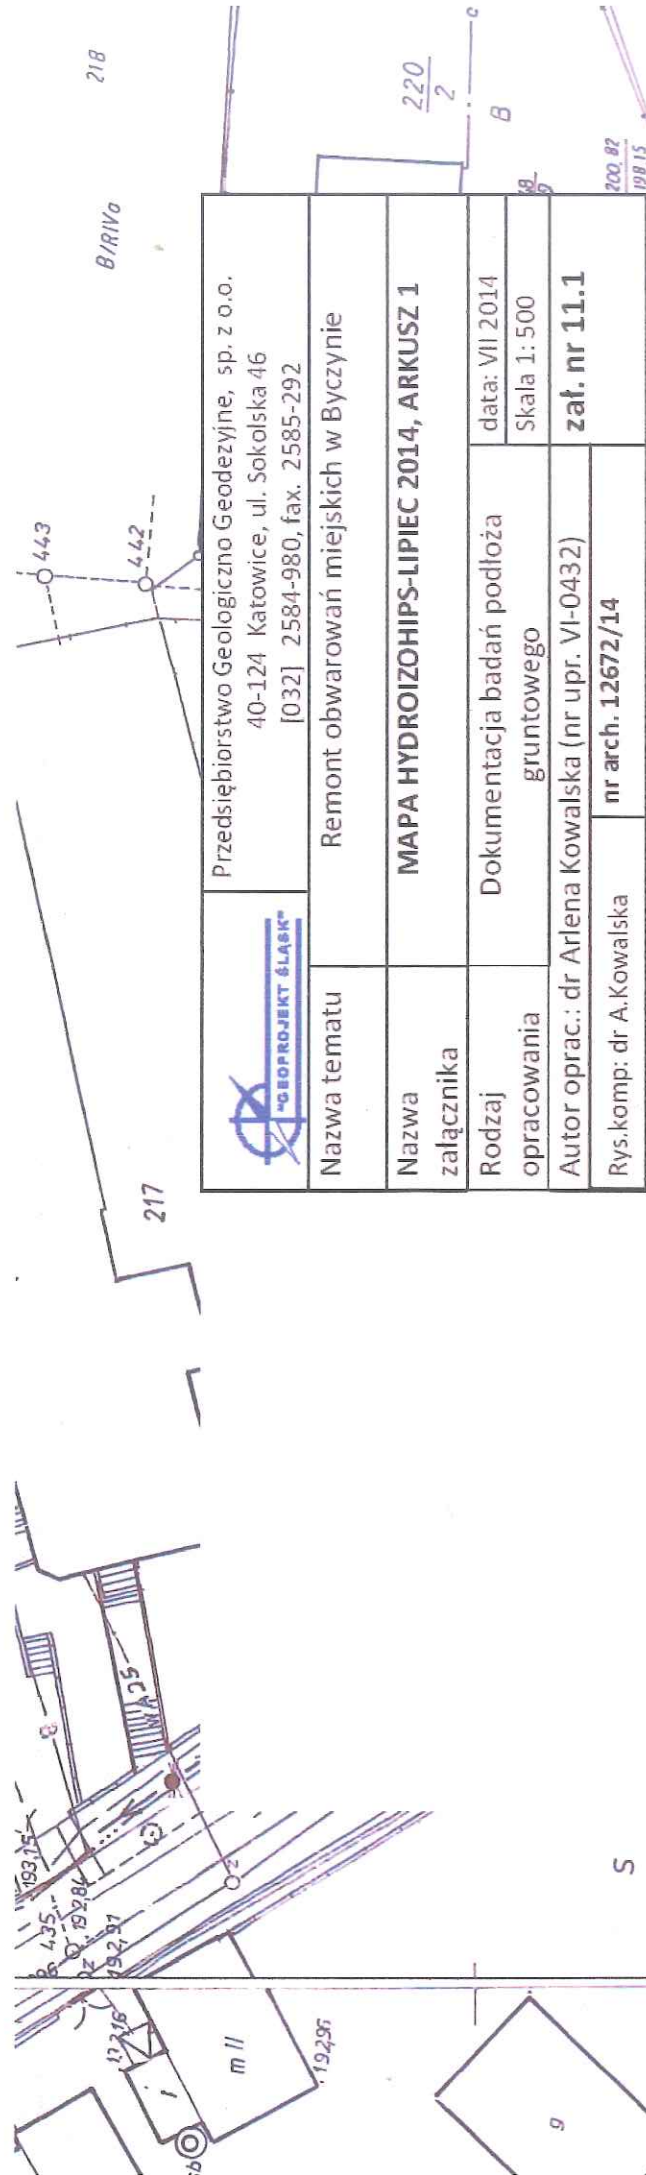 218
B/RIVa
220
2
B
c
200,82
198 15
443
442
217
"GEOPROJEKT ŚLĄSK"
Przedsiębiorstwo Geologiczno Geodezyjne, sp. z o.o.
40-124 Katowice, ul. Sokolska 46
[032] 2584-980, fax. 2585-292
Nazwa tematu
Remont obwarowań miejskich w Byczynie
Nazwa
załącznika
MAPA HYDROIZOHIPS-LIPIEC 2014, ARKUSZ 1
Rodzaj
opracowania
Dokumentacja badań podłoża
gruntowego
data: VII 2014
Skala 1: 500
Autor oprac.: dr Arlena Kowalska (nr upr. VI-0432)
zał. nr 11.1
Rys.komp: dr A.Kowalska
nr arch. 12672/14
193,15
435
192,84
192,91
z
z
i
m II
192,95
g
S